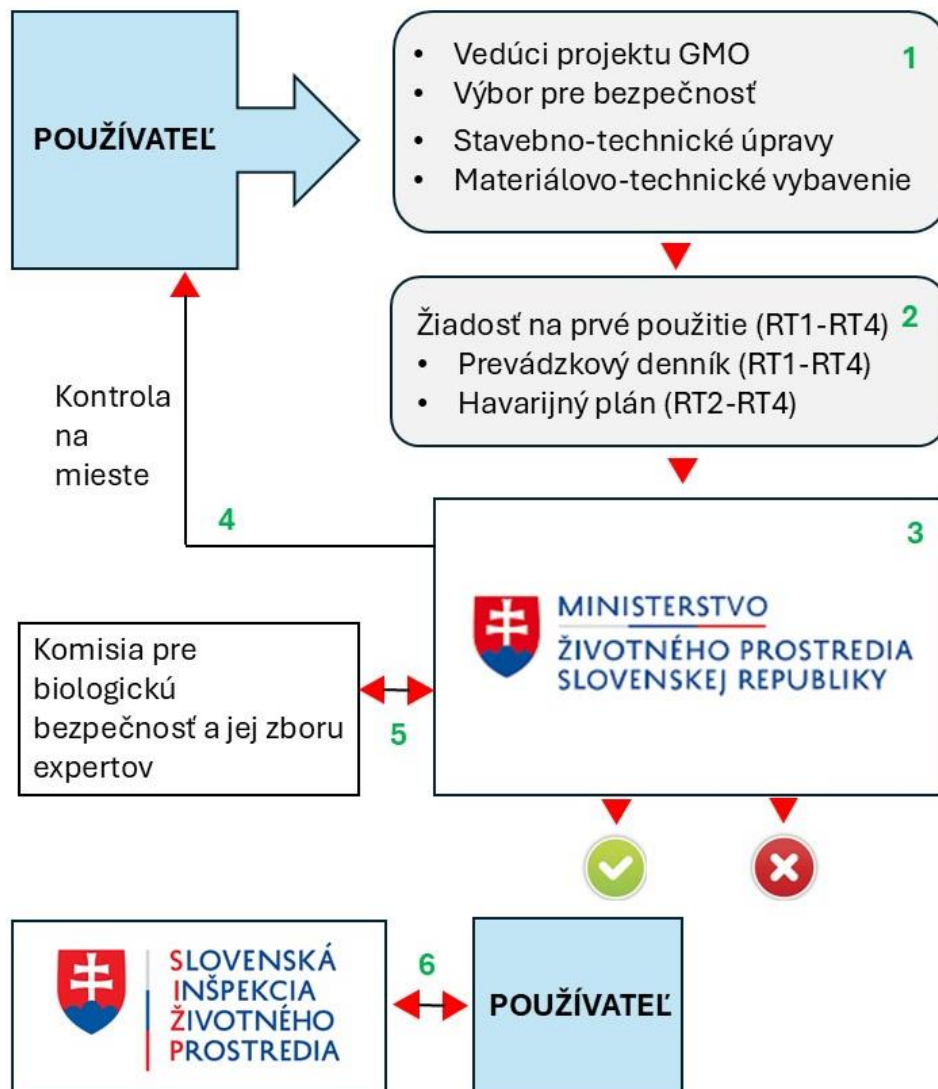 POUŽÍVATEĽ
• Vedúci projektu GMO
1
• Výbor pre bezpečnosť
• Stavebno-technické úpravy
• Materiálovo-technické vybavenie
Žiadosť na prvé použitie (RT1-RT4)
2
• Prevádzkový denník (RT1-RT4)
• Havarijný plán (RT2-RT4)
Kontrola
na
mieste
4
3
MINISTERSTVO
ŽIVOTNÉHO PROSTREDIA
SLOVENSKEJ REPUBLIKY
Komisia pre
biologickú
bezpečnosť a jej zboru
expertov
5
SLOVENSKÁ
INŠPEKCIA
ŽIVOTNÉHO
PROSTREDIA
6
POUŽÍVATEĽ